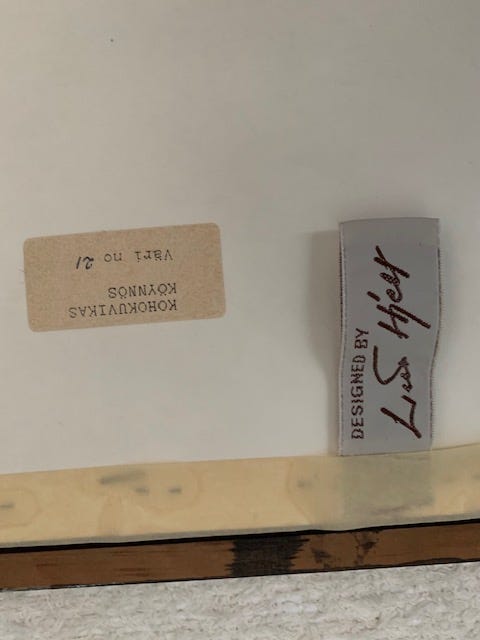 KOHOKUVIKAS
KÖYNNÖS
Väri no 21
DESIGNED BY